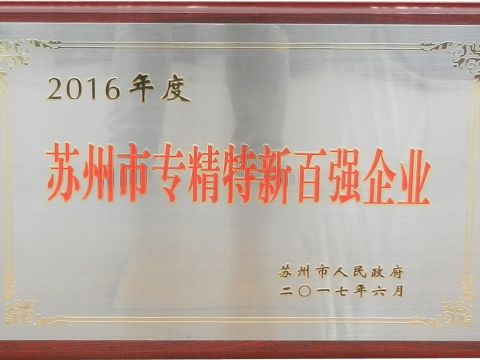 2016年度
苏州市专精特新百强企业
苏州市人民政府
二〇一七年六月